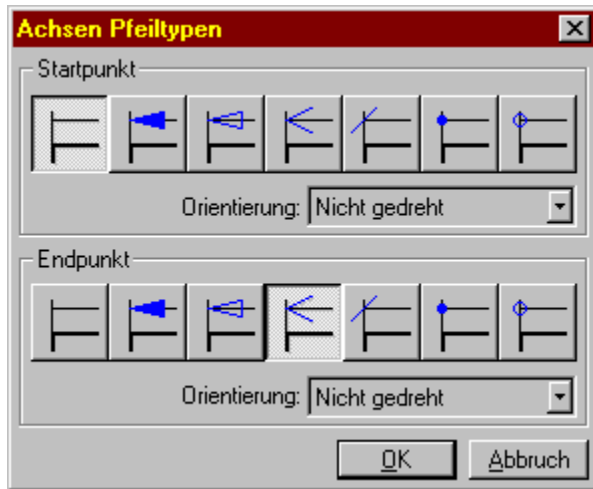 Achsen Pfeiltypen
Startpunkt
Orientierung: Nicht gedreht
Endpunkt
Orientierung: Nicht gedreht
OK Abbruch